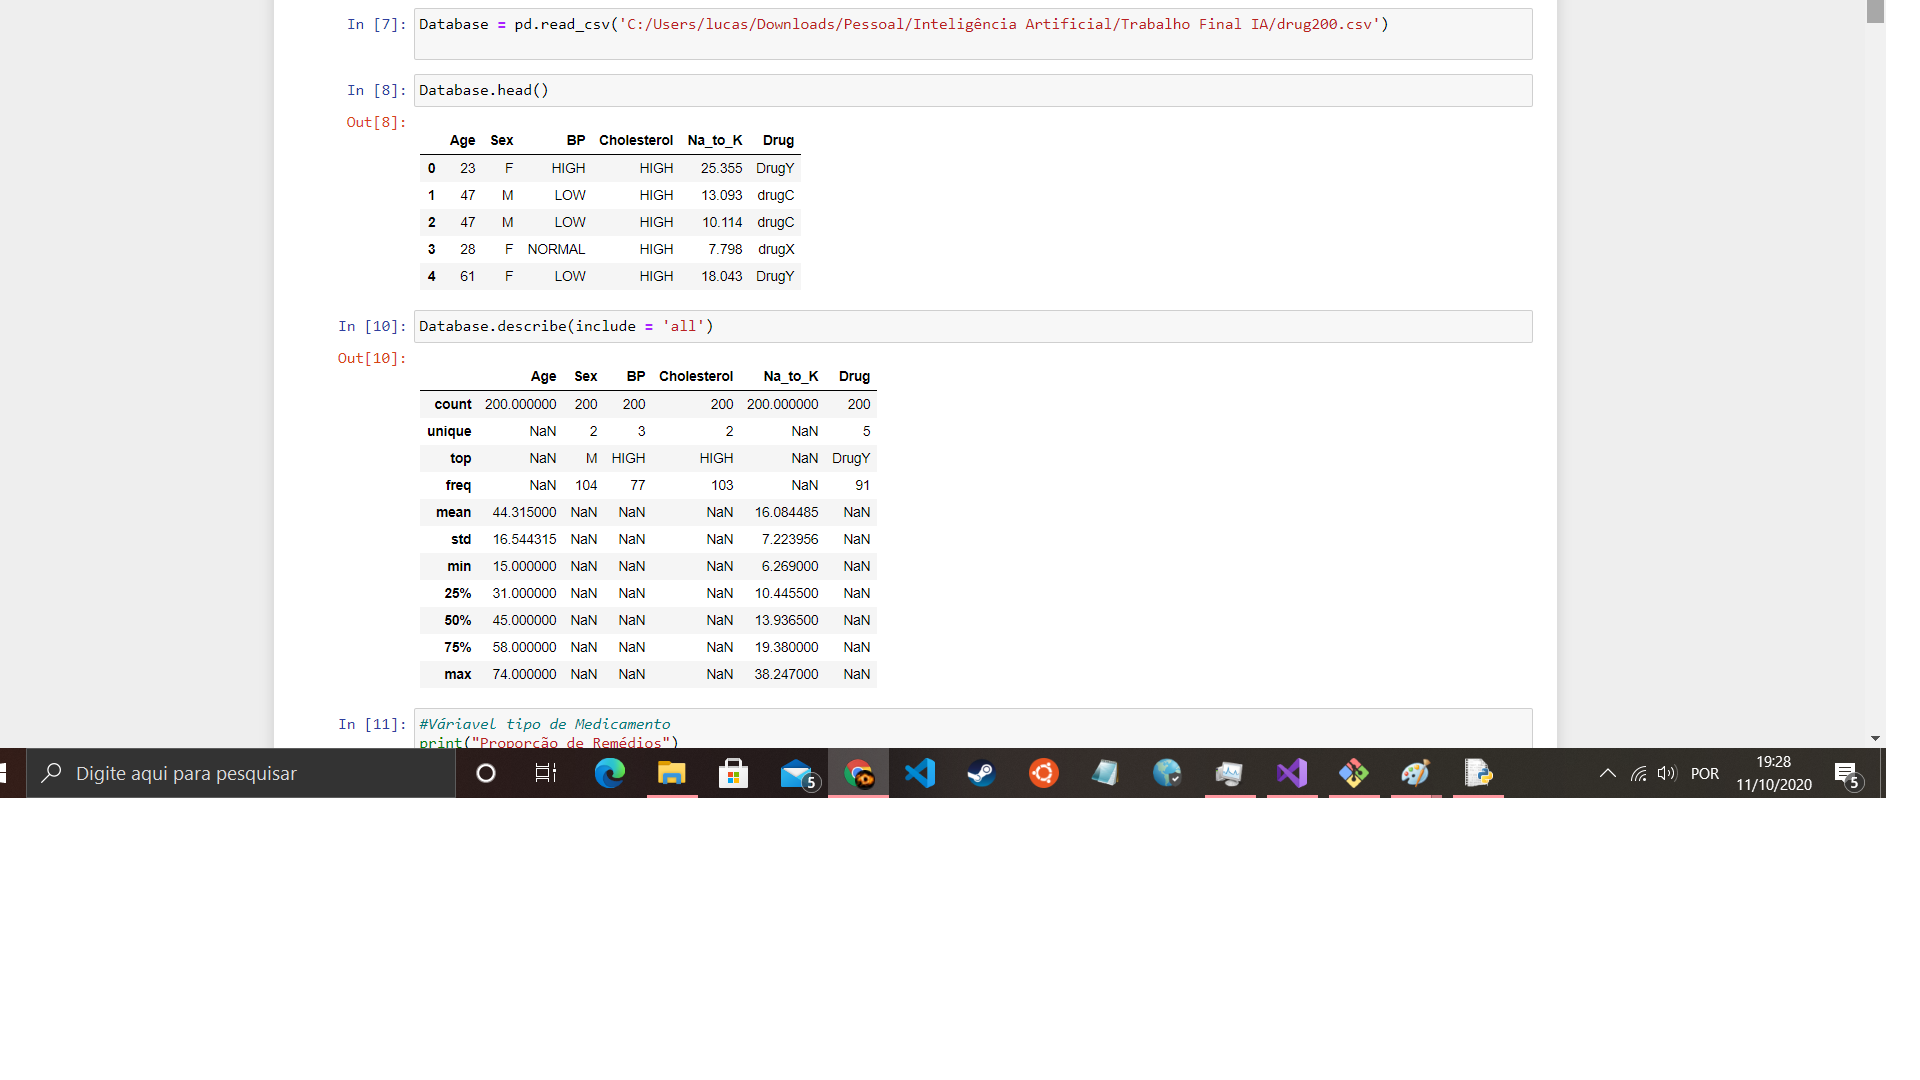 In [7]: Database = pd.read_csv('C:/Users/lucas/Downloads/Pessoal/Inteligência Artificial/Trabalho Final IA/drug200.csv')
In [8]: Database.head()
Out[8]:
Age Sex BP Cholesterol Na_to_K Drug
0 23 F HIGH HIGH 25.355 DrugY
1 47 M LOW HIGH 13.093 drugC
2 47 M LOW HIGH 10.114 drugC
3 28 F NORMAL HIGH 7.798 drugX
4 61 F LOW HIGH 18.043 DrugY
In [10]: Database.describe(include = 'all')
Out[10]:
Age Sex BP Cholesterol Na_to_K Drug
count 200.000000 200 200 200 200.000000 200
unique NaN 2 3 2 NaN 5
top NaN M HIGH HIGH NaN DrugY
freq NaN 104 77 103 NaN 91
mean 44.315000 NaN NaN NaN 16.084485 NaN
std 16.544315 NaN NaN NaN 7.223956 NaN
min 15.000000 NaN NaN NaN 6.269000 NaN
25% 31.000000 NaN NaN NaN 10.445500 NaN
50% 45.000000 NaN NaN NaN 13.936500 NaN
75% 58.000000 NaN NaN NaN 19.380000 NaN
max 74.000000 NaN NaN NaN 38.247000 NaN
In [11]: #Váriavel tipo de Medicamento
print("Proporção de Remédios")
Digite aqui para pesquisar
5
POR
19:28
11/10/2020
5